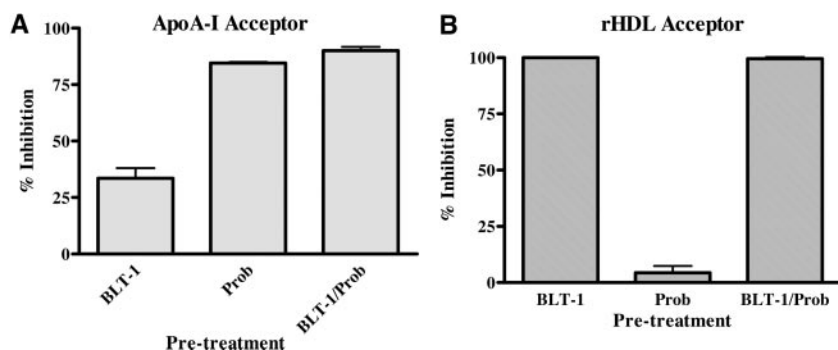 A
ApoA-I Acceptor
100
75
50
25
0
% Inhibition
BLT-1
Prob
BLT-1/Prob
Pre-treatment
B
rHDL Acceptor
100
75
50
25
0
% Inhibition
BLT-1
Prob
BLT-1/Prob
Pre-treatment